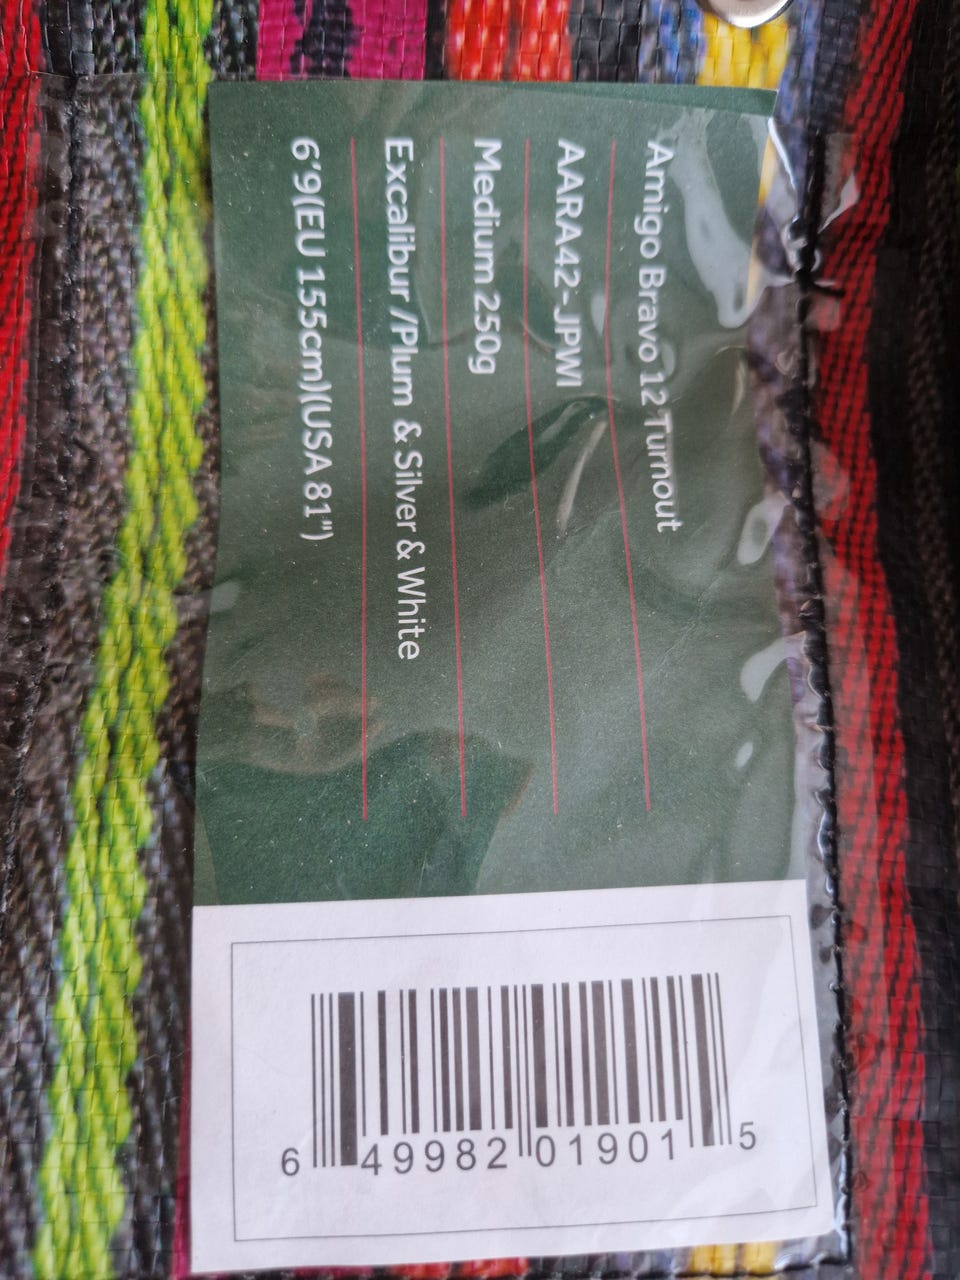 Amigo Bravo 12 Turnout
AARA42-JPWI
Medium 250g
Excalibur /Plum & Silver & White
6'9(EU 155cm)(USA 81")
6 49982 01901 5